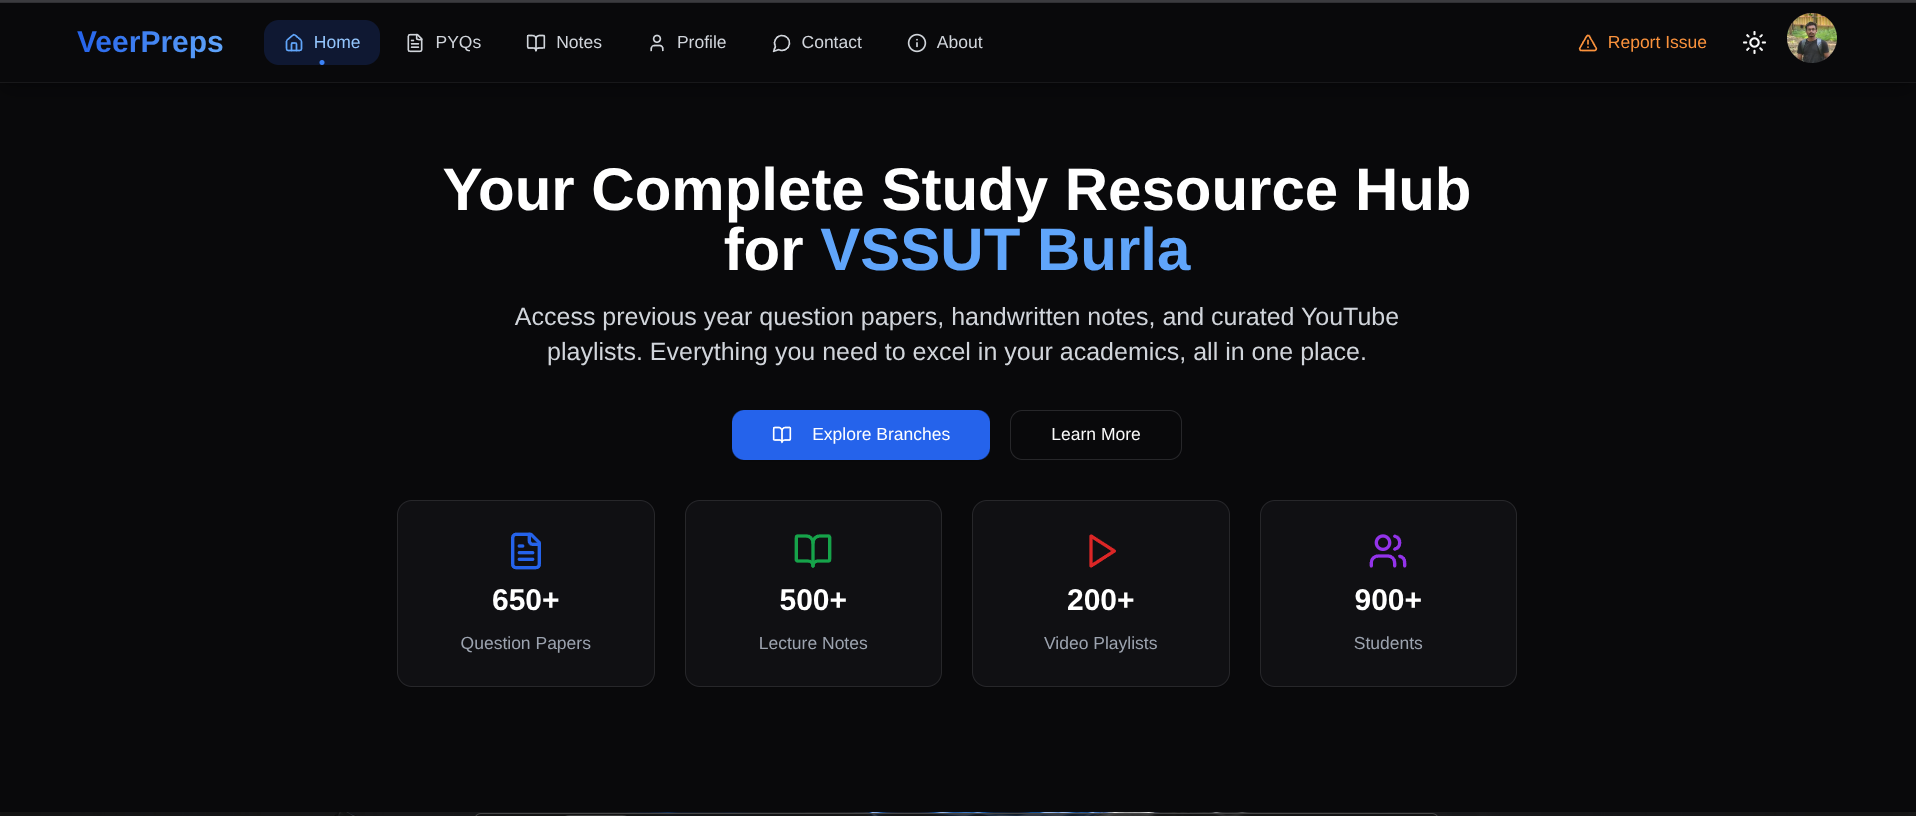 VeerPreps
Home
PYQs
Notes
Profile
Contact
About
Report Issue
Your Complete Study Resource Hub
for VSSUT Burla
Access previous year question papers, handwritten notes, and curated YouTube
playlists. Everything you need to excel in your academics, all in one place.
Explore Branches
Learn More
650+
Question Papers
500+
Lecture Notes
200+
Video Playlists
900+
Students